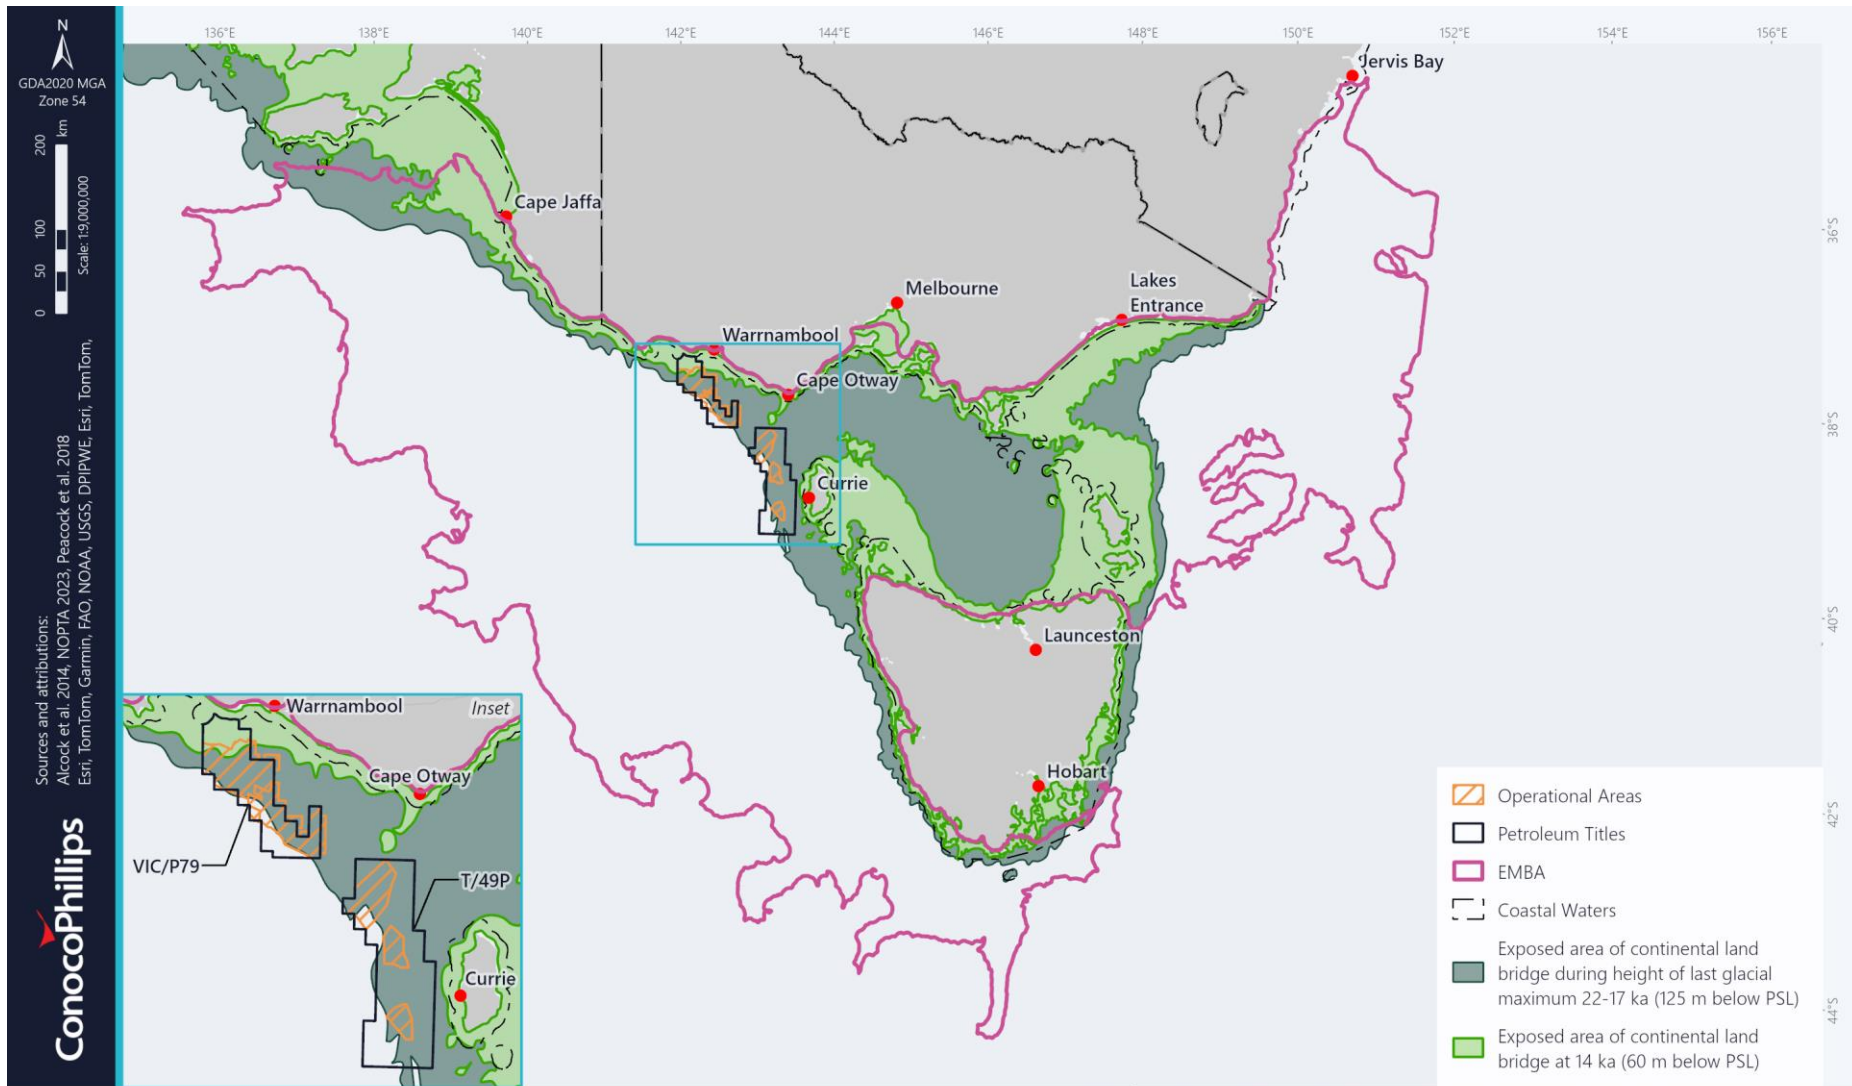 N
GDA2020 MGA
Zone 54
200
100
50
0
km
Scale: 1:9,000,000
Sources and attributions:
Alcock et al. 2014, NOPTA 2023, Peacock et al. 2018
Esri, TomTom, Garmin, FAO, NOAA, USGS, DPIPWE, Esri, TomTom,
ConocoPhillips
136°E
138°E
140°E
142°E
144°E
146°E
148°E
150°E
152°E
154°E
156°E
36°S
38°S
40°S
42°S
44°S
Jervis Bay
Cape Jaffa
Melbourne
Lakes
Entrance
Warrnambool
Cape Otway
Currie
Launceston
Hobart
Warrnambool
Inset
Cape Otway
VIC/P79
T/49P
Currie
Operational Areas
Petroleum Titles
EMBA
Coastal Waters
Exposed area of continental land
bridge during height of last glacial
maximum 22-17 ka (125 m below PSL)
Exposed area of continental land
bridge at 14 ka (60 m below PSL)